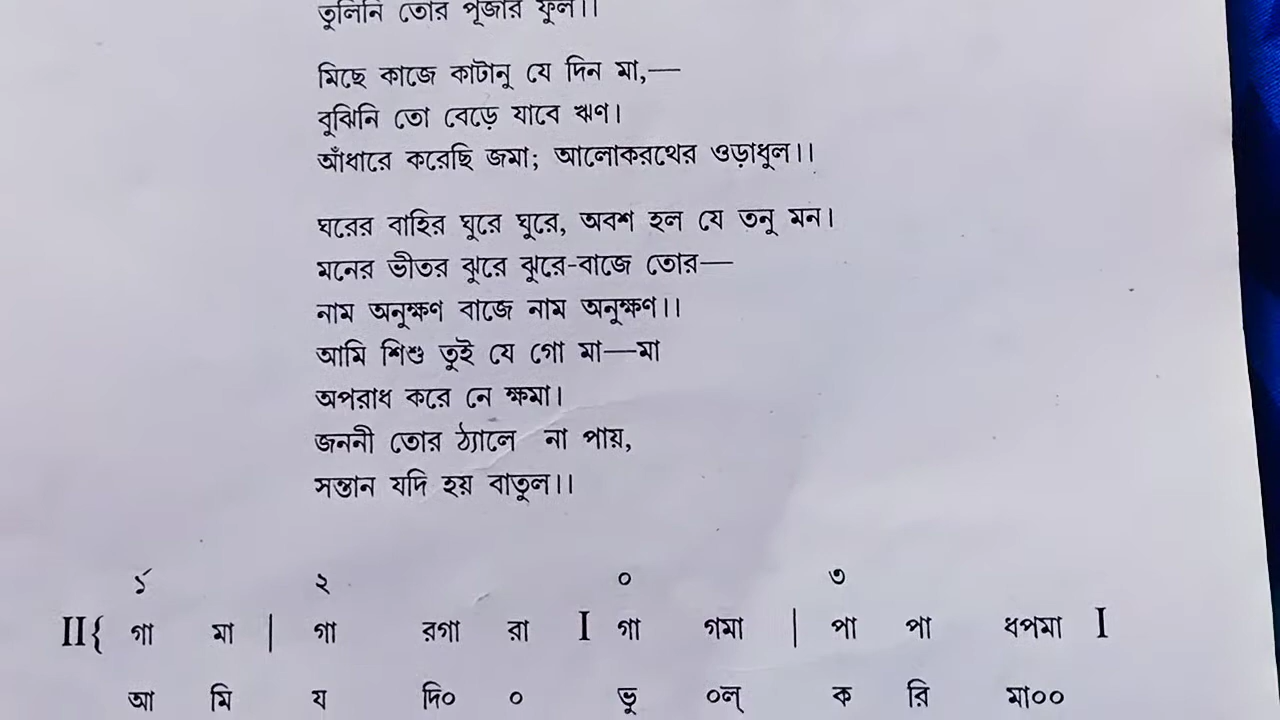 তুলিনি তোর পূজার ফুল।।
মিছে কাজে কাটানু যে দিন মা,—
বুঝিনি তো বেড়ে যাবে ঋণ।
আঁধারে করেছি জমা; আলোকরথের ওড়াধুল।।
ঘরের বাহির ঘুরে ঘুরে, অবশ হল যে তনু মন।
মনের ভীতর ঝুরে ঝুরে-বাজে তোর—
নাম অনুক্ষণ বাজে নাম অনুক্ষণ।।
আমি শিশু তুই যে গো মা—মা
অপরাধ করে নে ক্ষমা।
জননী তোর ঠ্যালে না পায়,
সন্তান যদি হয় বাতুল।।
১ ২ ০ ৩
II{ গা মা | গা রগা রা I গা গমা | পা পা ধপমা I
আ মি য দি০ ০ ভু ০ল্ ক রি মা০০